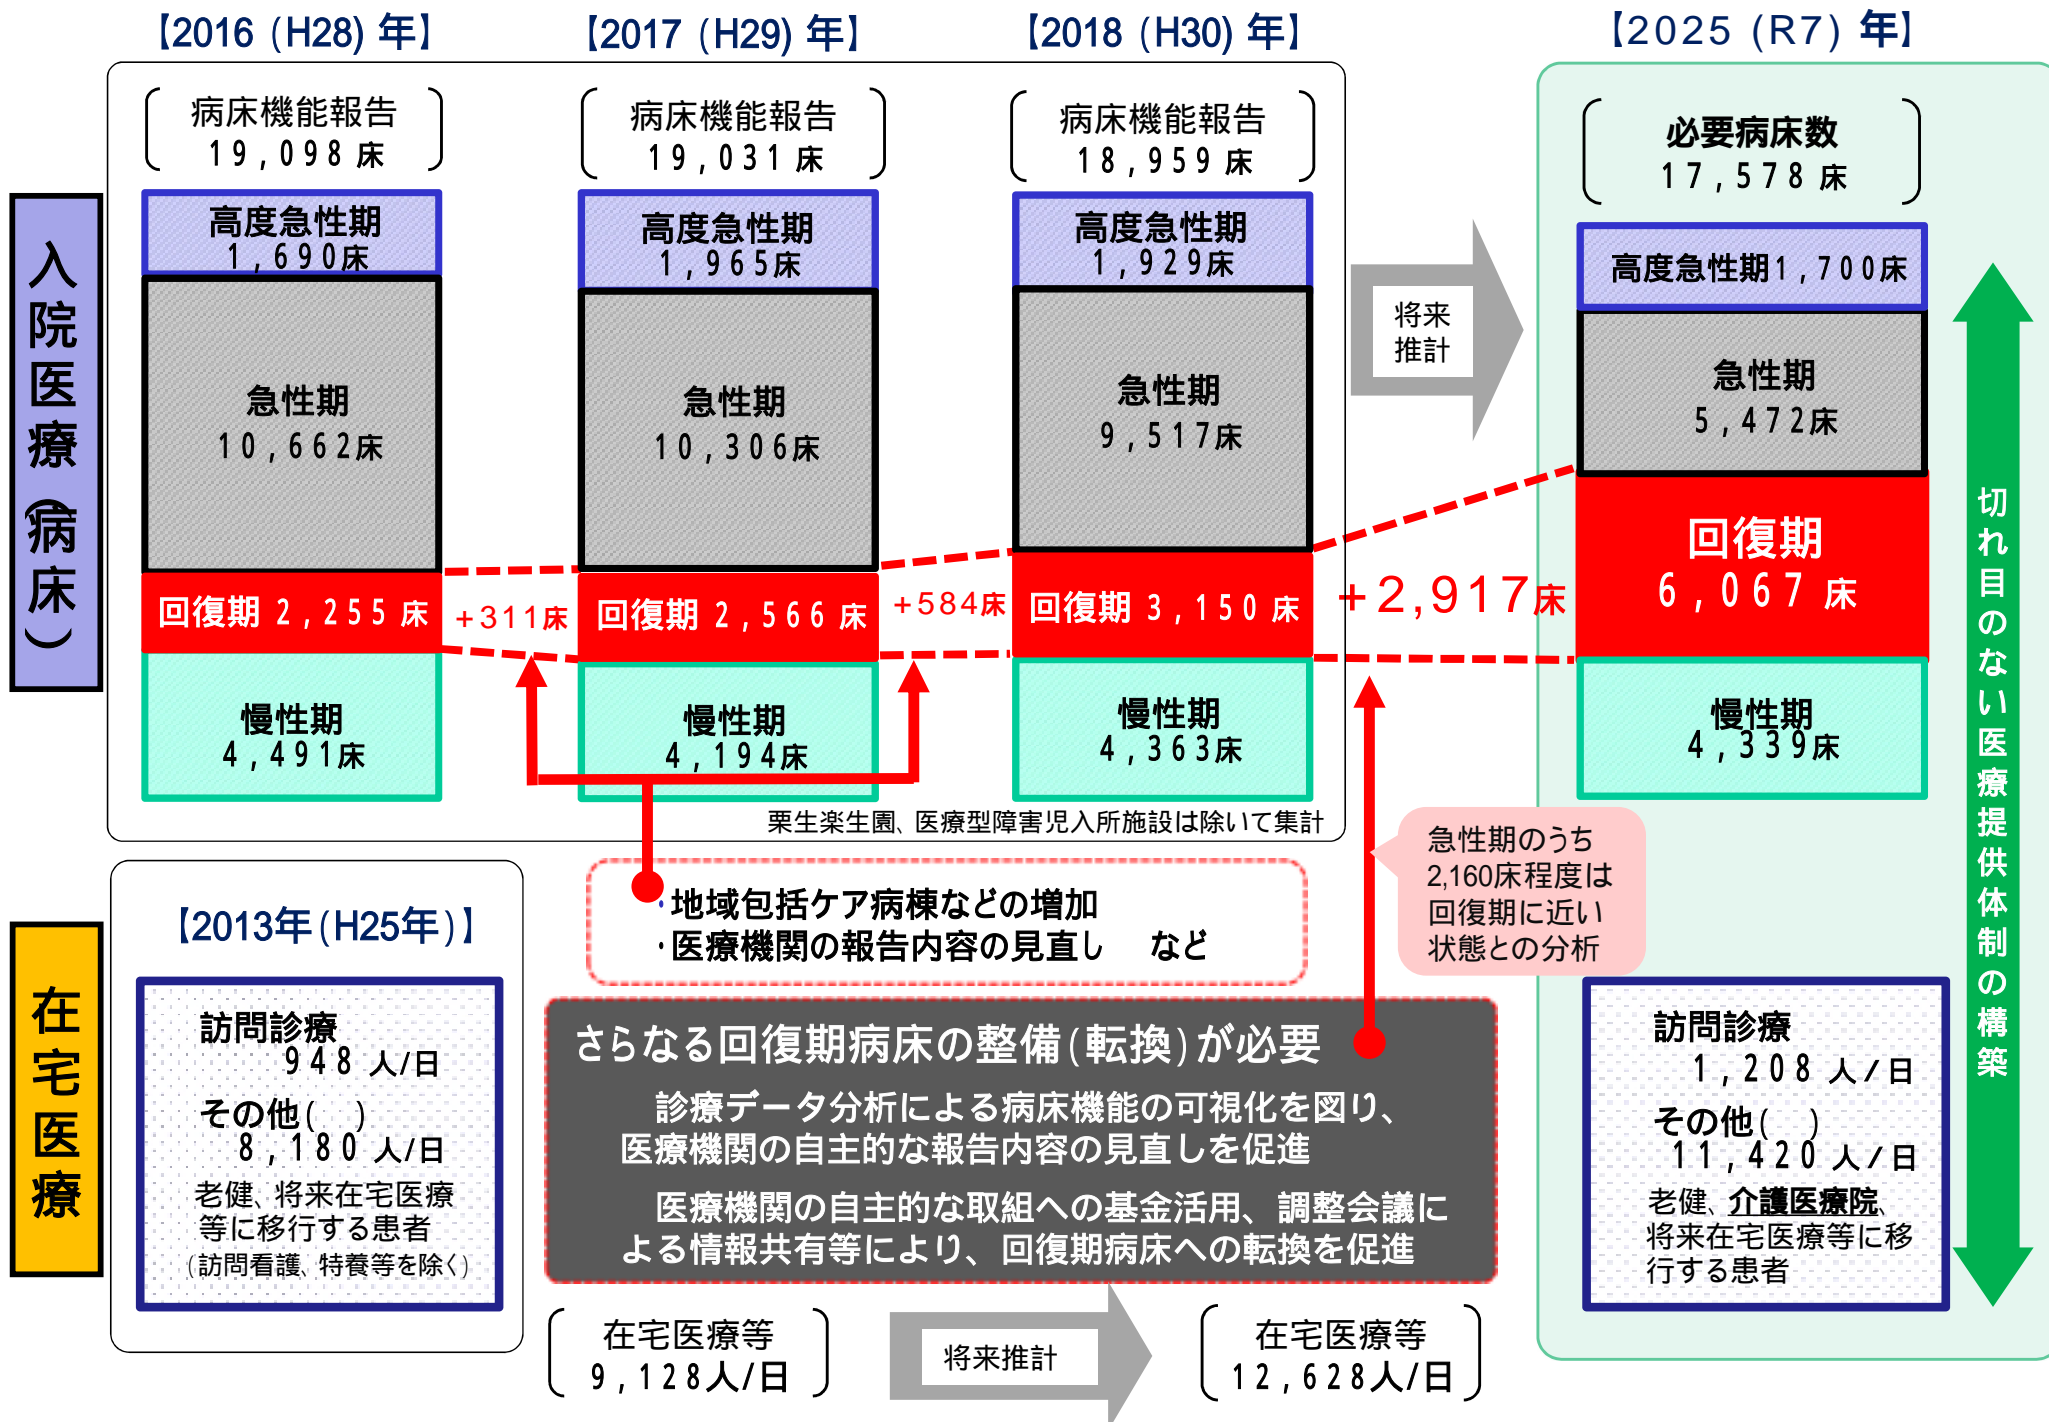 【2016 (H28) 年】
【2017 (H29) 年】
【2018 (H30) 年】
【2025 (R7) 年】
病床機能報告
19,098 床
病床機能報告
19,031 床
病床機能報告
18,959 床
必要病床数
17,578 床
入院医療(病床)
高度急性期
1,690床
急性期
10,662床
回復期 2,255 床
慢性期
4,491床
+311床
高度急性期
1,965床
急性期
10,306床
回復期 2,566 床
慢性期
4,194床
+584床
高度急性期
1,929床
急性期
9,517床
回復期 3,150 床
慢性期
4,363床
将来
推計
+2,917床
高度急性期1,700床
急性期
5,472床
回復期
6,067 床
慢性期
4,339床
切れ目のない医療提供体制の構築
栗生楽生園、医療型障害児入所施設は除いて集計
・地域包括ケア病棟などの増加
・医療機関の報告内容の見直し など
急性期のうち
2,160床程度は
回復期に近い
状態との分析
さらなる回復期病床の整備(転換)が必要
診療データ分析による病床機能の可視化を図り、
医療機関の自主的な報告内容の見直しを促進
医療機関の自主的な取組への基金活用、調整会議に
よる情報共有等により、回復期病床への転換を促進
在宅医療
【2013年(H25年)】
訪問診療
948 人/日
その他( )
8,180 人/日
老健、将来在宅医療
等に移行する患者
(訪問看護、特養等を除く)
訪問診療
1,208 人/日
その他( )
11,420 人/日
老健、介護医療院、
将来在宅医療等に移
行する患者
在宅医療等
9,128人/日
将来推計
在宅医療等
12,628人/日